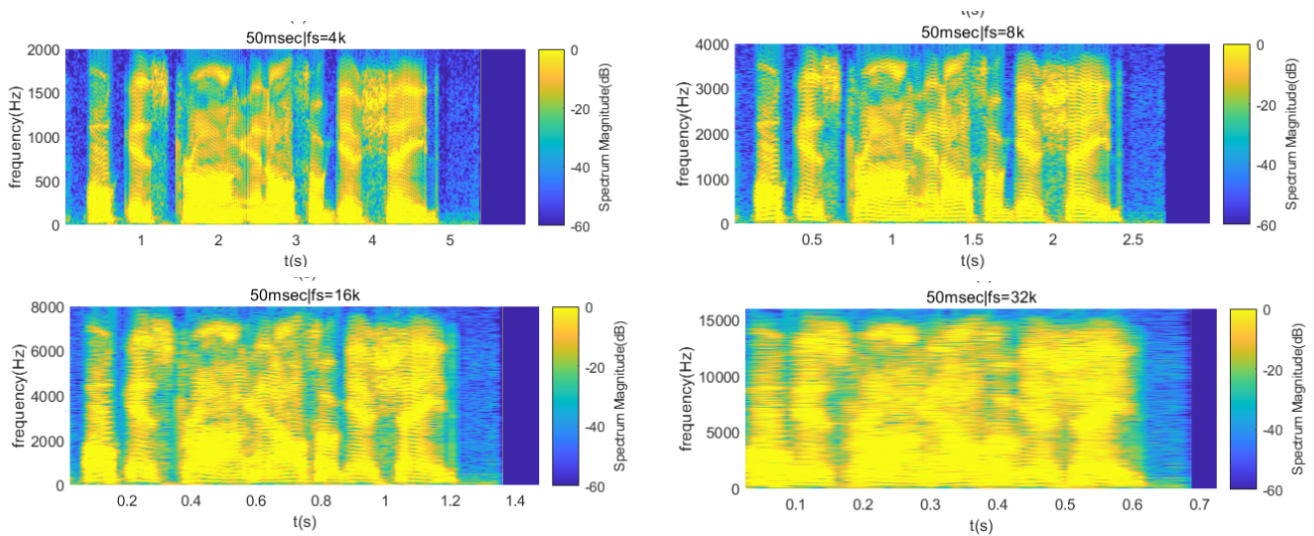 50msec|fs=4k
2000
1500
1000
500
0
frequency(Hz)
1 2 3 4 5
t(s)
0
-20
-40
-60
Spectrum Magnitude(dB)
t(s)
50msec|fs=8k
4000
3000
2000
1000
0
frequency(Hz)
0.5 1 1.5 2 2.5
t(s)
0
-20
-40
-60
Spectrum Magnitude(dB)
50msec|fs=16k
8000
6000
4000
2000
0
frequency(Hz)
0.2 0.4 0.6 0.8 1 1.2 1.4
t(s)
0
-20
-40
-60
Spectrum Magnitude(dB)
50msec|fs=32k
15000
10000
5000
0
frequency(Hz)
0.1 0.2 0.3 0.4 0.5 0.6 0.7
t(s)
0
-20
-40
-60
Spectrum Magnitude(dB)